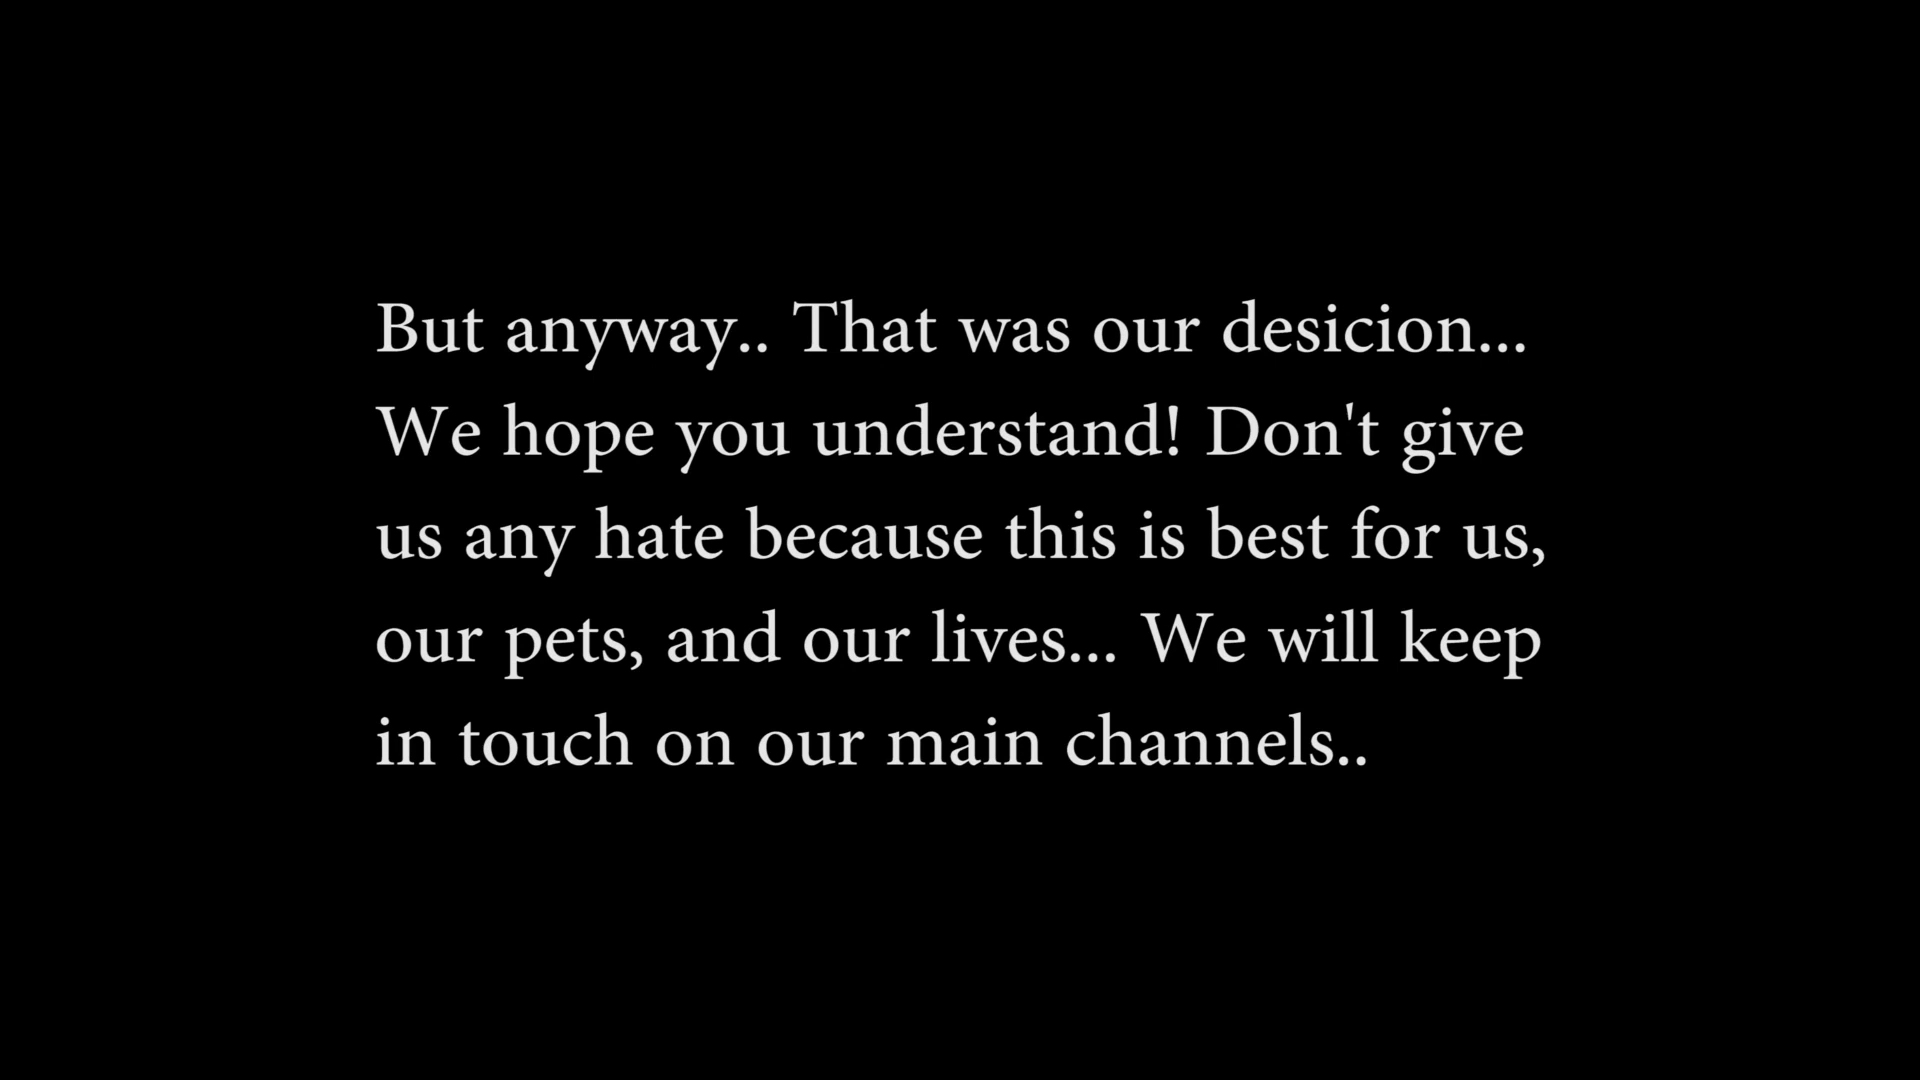 But anyway.. That was our desicion...
We hope you understand! Don't give
us any hate because this is best for us,
our pets, and our lives... We will keep
in touch on our main channels..